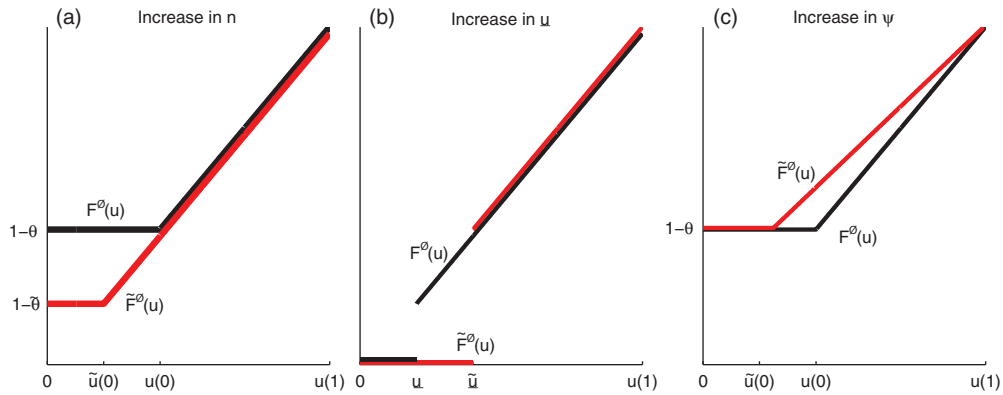 (a) Increase in n
F^ø(u)
1–θ
1–θ̃
F̃^ø(u)
0 ũ(0) u(0) u(1)
(b) Increase in u̲
F^ø(u)
F̃^ø(u)
0 u̲ ũ̲ u(1)
(c) Increase in ψ
F̃^ø(u)
1–θ
F^ø(u)
0 ũ(0) u(0) u(1)